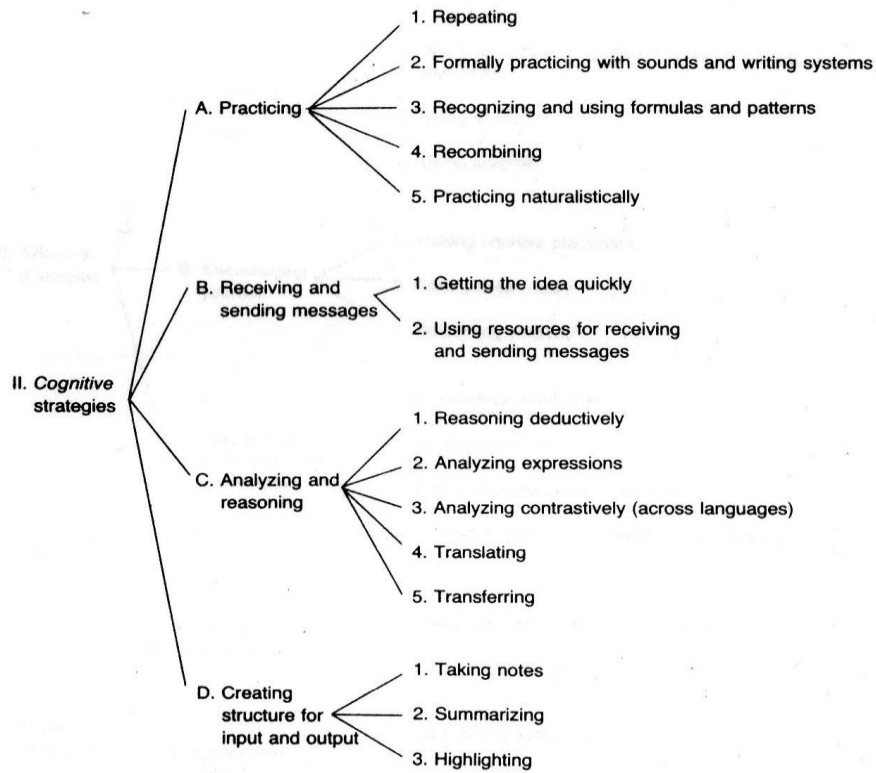 1. Repeating
2. Formally practicing with sounds and writing systems
A. Practicing
3. Recognizing and using formulas and patterns
4. Recombining
5. Practicing naturalistically
B. Receiving and
sending messages
1. Getting the idea quickly
2. Using resources for receiving
and sending messages
II. Cognitive
strategies
1. Reasoning deductively
2. Analyzing expressions
C. Analyzing and
reasoning
3. Analyzing contrastively (across languages)
4. Translating
5. Transferring
D. Creating
structure for
input and output
1. Taking notes
2. Summarizing
3. Highlighting